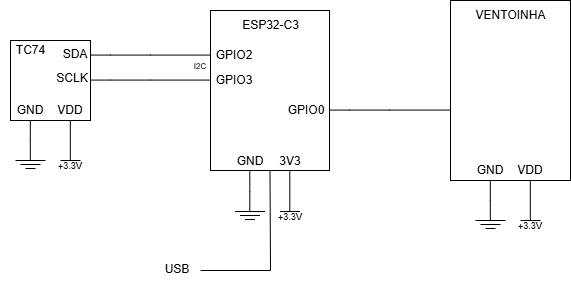 ESP32-C3
VENTOINHA
TC74
SDA
GPIO2
I2C
SCLK
GPIO3
GND VDD
GPIO0
+3.3V
GND 3V3
+3.3V
GND VDD
+3.3V
USB